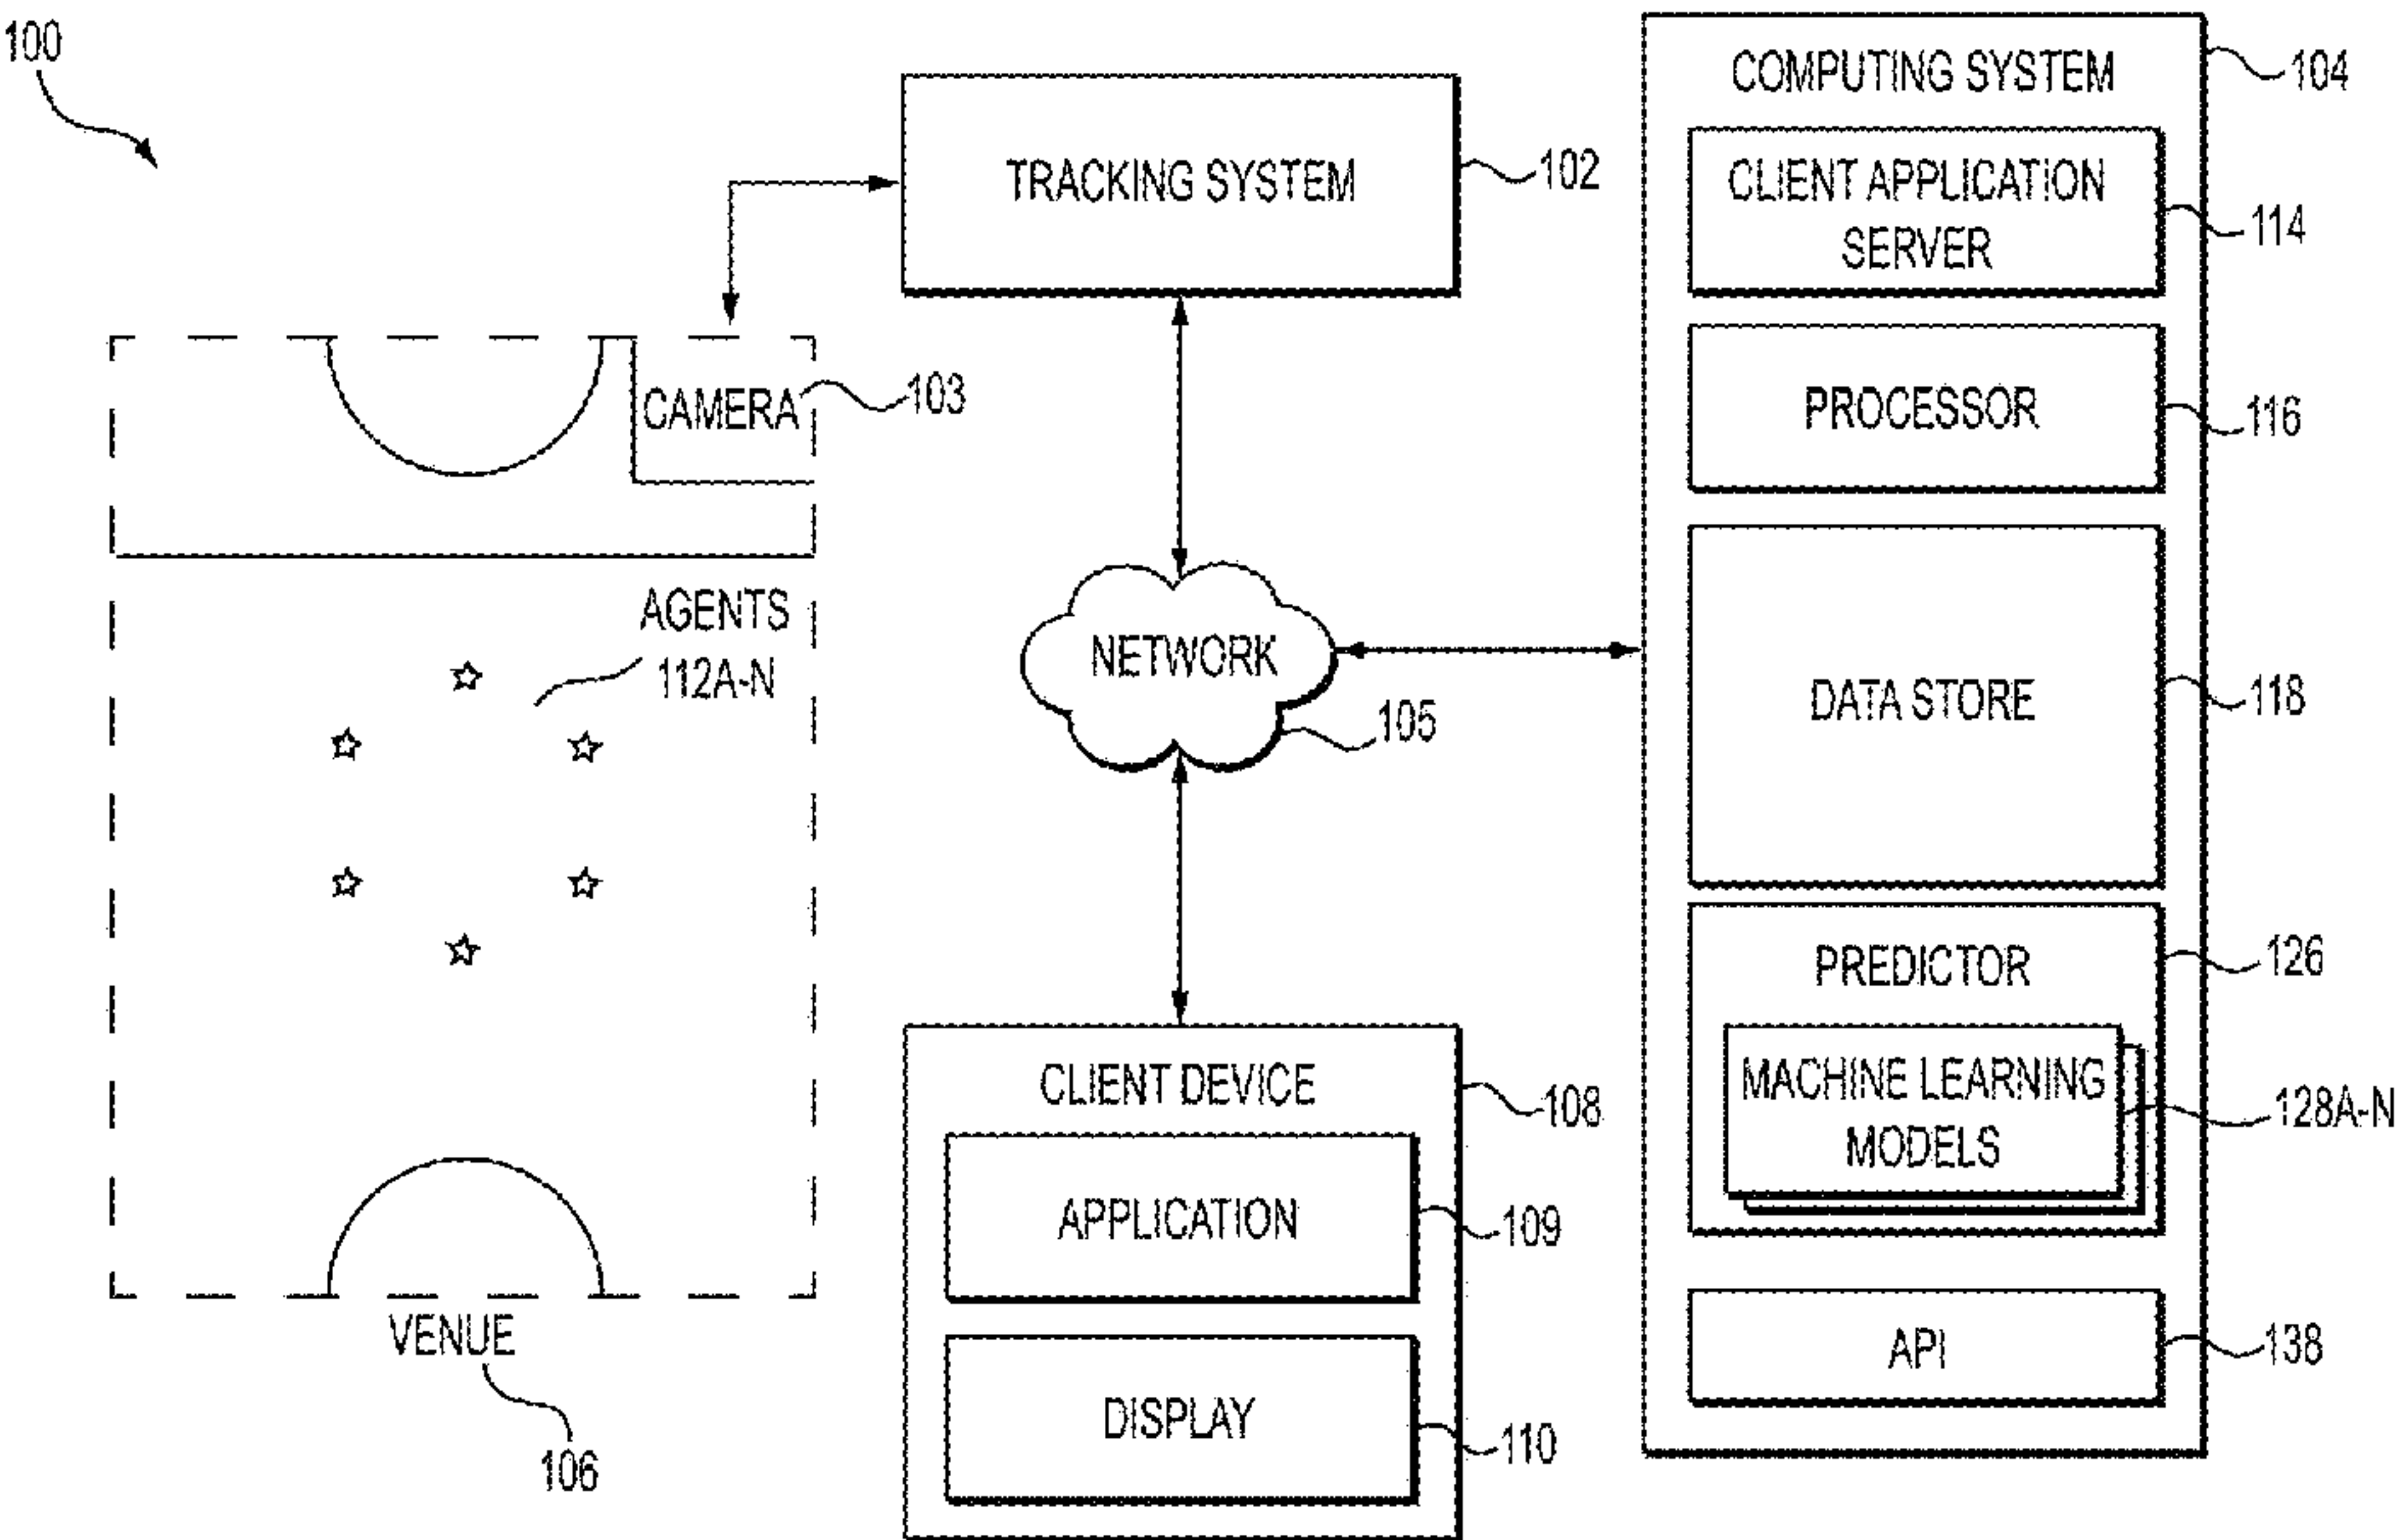 100
TRACKING SYSTEM
102
CAMERA
103
AGENTS
112A-N
VENUE
106
NETWORK
105
CLIENT DEVICE
108
APPLICATION
109
DISPLAY
110
COMPUTING SYSTEM
104
CLIENT APPLICATION
SERVER
114
PROCESSOR
116
DATA STORE
118
PREDICTOR
126
MACHINE LEARNING
MODELS
128A-N
API
138